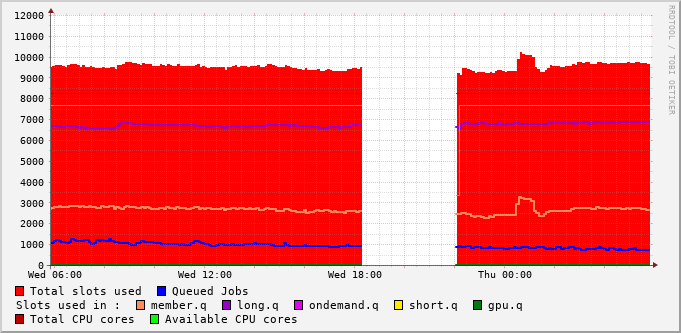 12000
11000
10000
9000
8000
7000
6000
5000
4000
3000
2000
1000
0
Wed 06:00 Wed 12:00 Wed 18:00 Thu 00:00
RRDTOOL / TOBI OETIKER
Total slots used Queued Jobs
Slots used in : member.q long.q ondemand.q short.q gpu.q
Total CPU cores Available CPU cores